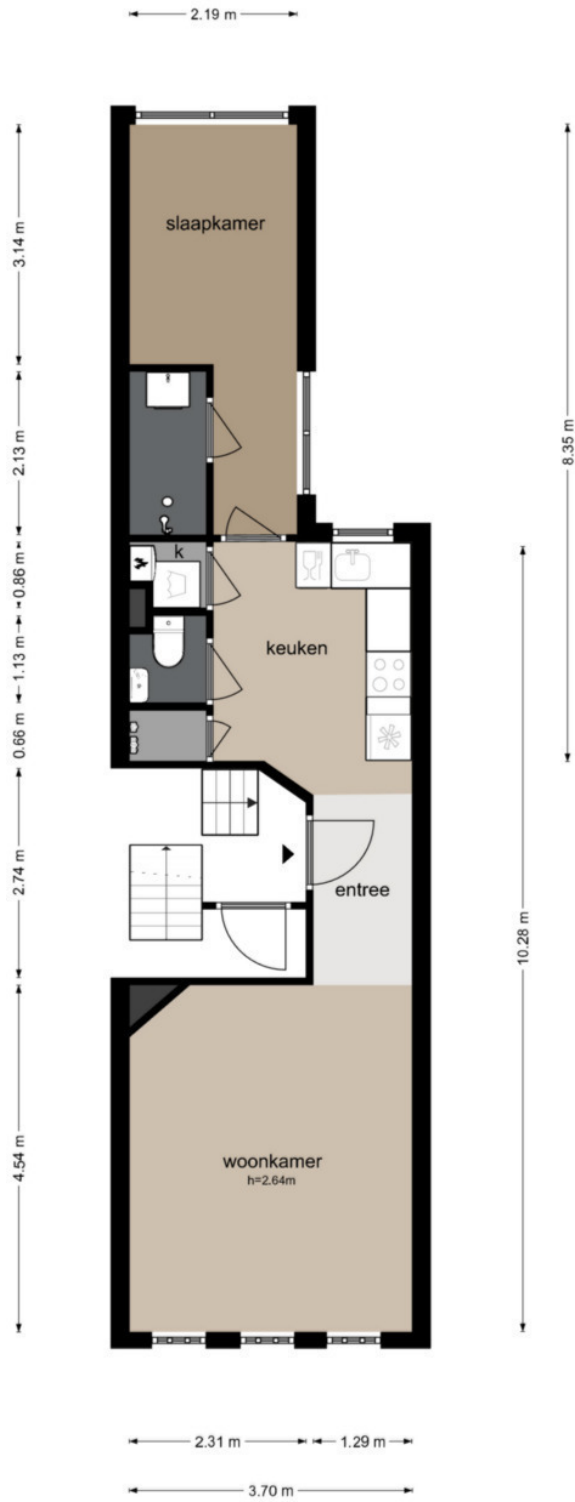 2.19 m
slaapkamer
3.14 m
8.35 m
2.13 m
k
0.86 m
keuken
1.13 m
0.66 m
2.74 m
entree
10.28 m
4.54 m
woonkamer
h=2.64m
2.31 m
1.29 m
3.70 m